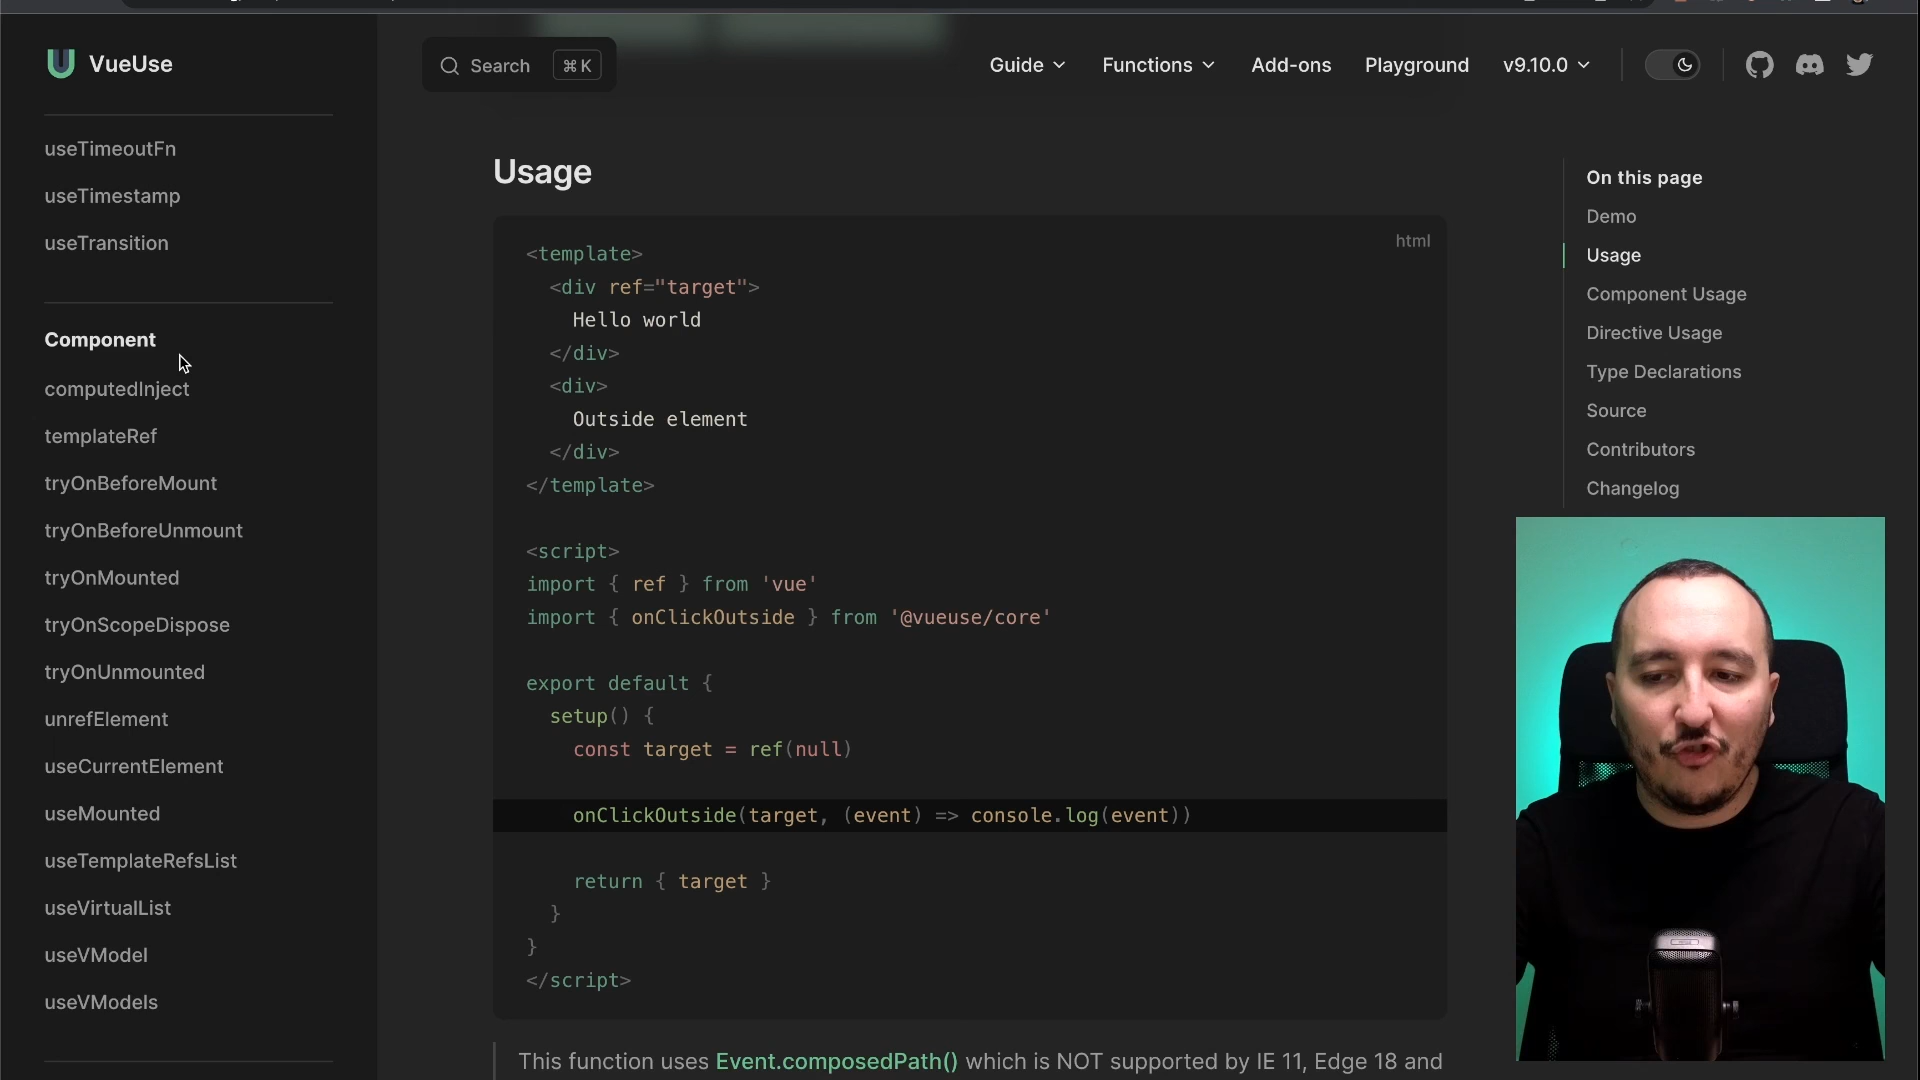 VueUse
Search
⌘ K
Guide
Functions
Add-ons
Playground
v9.10.0
useTimeoutFn
useTimestamp
useTransition
Component
computedInject
templateRef
tryOnBeforeMount
tryOnBeforeUnmount
tryOnMounted
tryOnScopeDispose
tryOnUnmounted
unrefElement
useCurrentElement
useMounted
useTemplateRefsList
useVirtualList
useVModel
useVModels
Usage
html
<template>
  <div ref="target">
    Hello world
  </div>
  <div>
    Outside element
  </div>
</template>
<script>
import { ref } from 'vue'
import { onClickOutside } from '@vueuse/core'
export default {
  setup() {
    const target = ref(null)
    onClickOutside(target, (event) => console.log(event))
    return { target }
  }
}
</script>
This function uses Event.composedPath() which is NOT supported by IE 11, Edge 18 and
On this page
Demo
Usage
Component Usage
Directive Usage
Type Declarations
Source
Contributors
Changelog